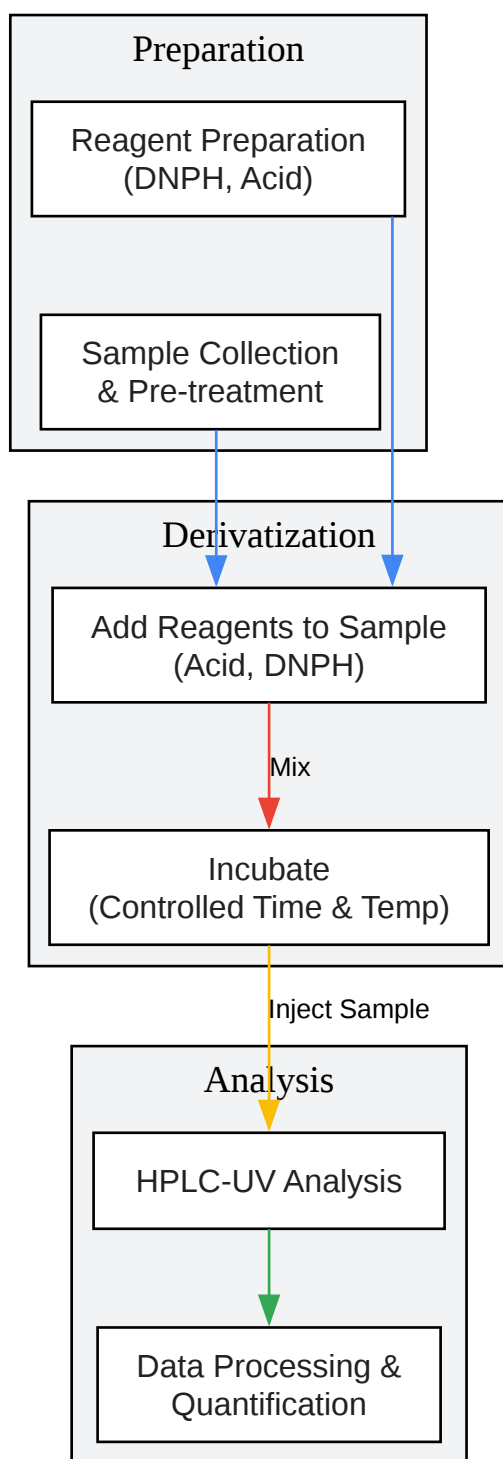 Preparation
Reagent Preparation
(DNPH, Acid)
Sample Collection
& Pre-treatment
Derivatization
Add Reagents to Sample
(Acid, DNPH)
Mix
Incubate
(Controlled Time & Temp)
Inject Sample
Analysis
HPLC-UV Analysis
Data Processing &
Quantification